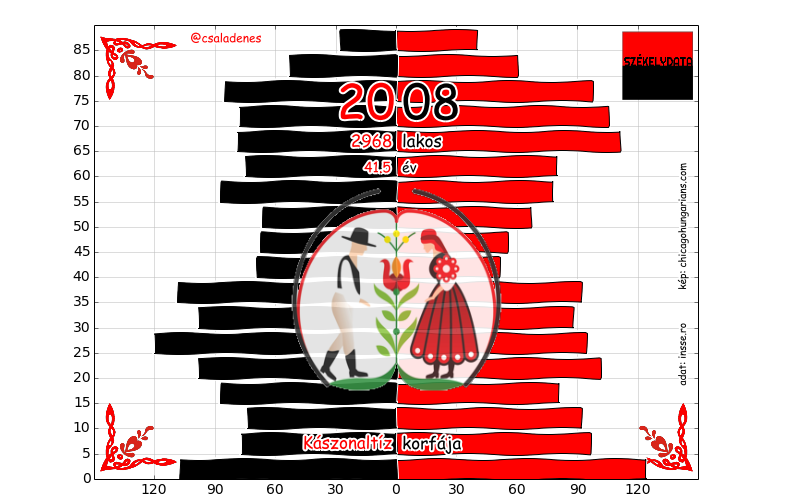 @csaladenes
SZÉKELYDATA
2008
2968 lakos
41.5 év
kép: chicagohungarians.com
adat: insse.ro
Kászonaltíz korfája
85
80
75
70
65
60
55
50
45
40
35
30
25
20
15
10
5
0
120 90 60 30 0 30 60 90 120